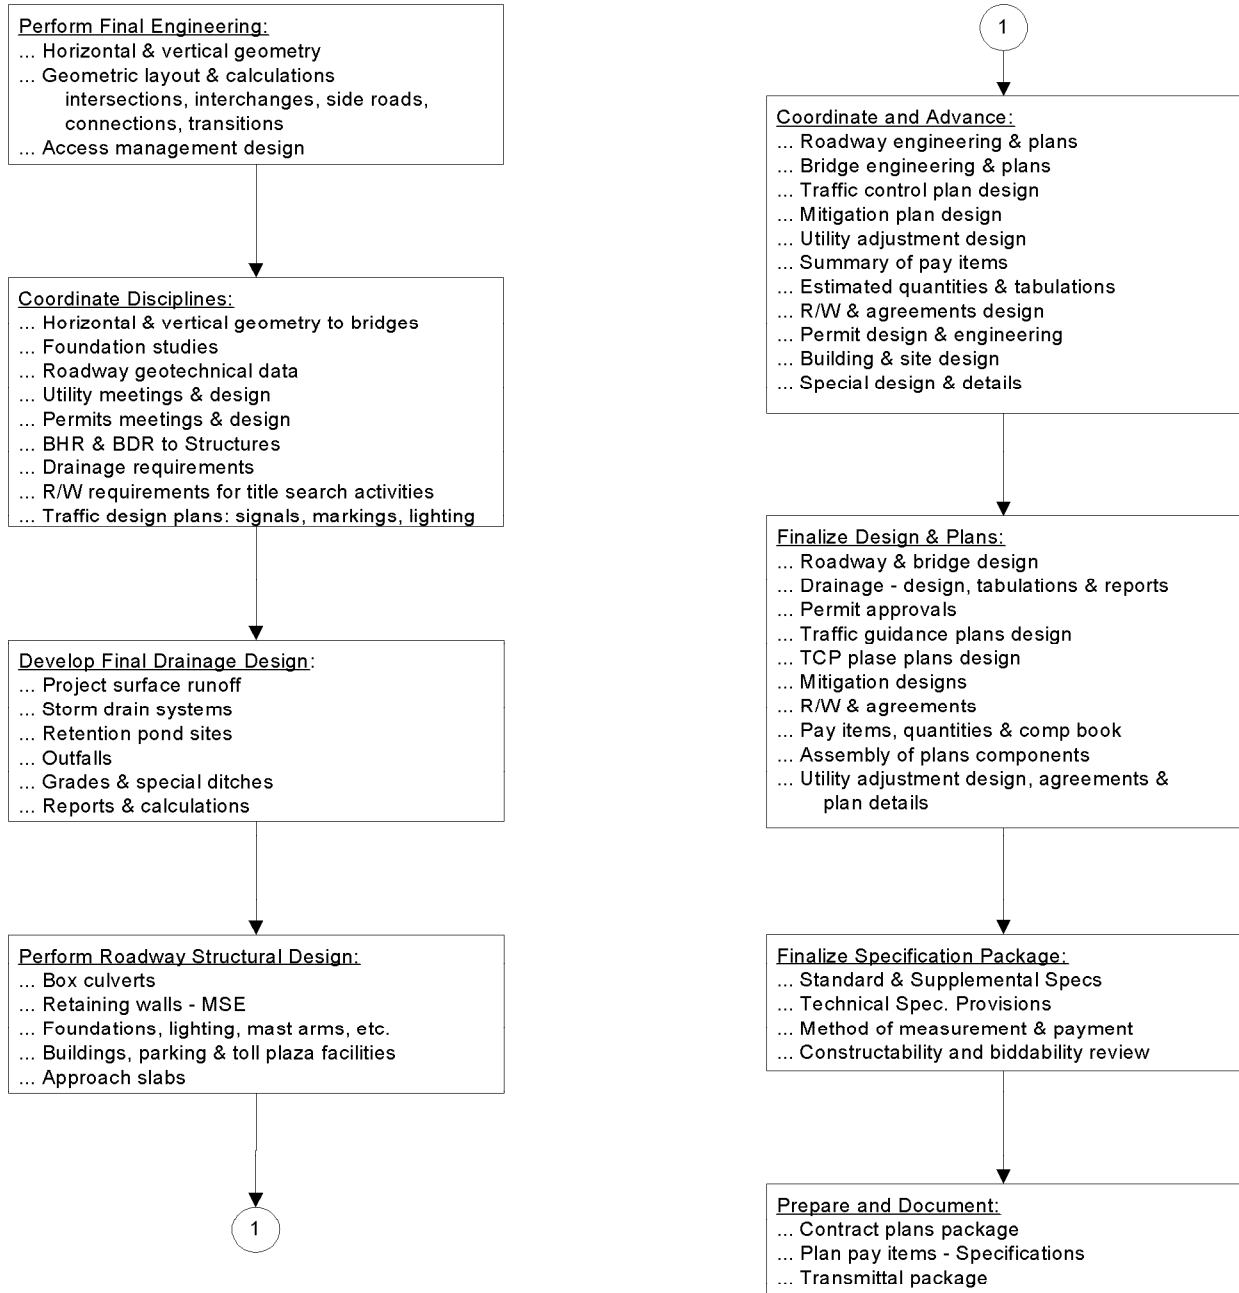 Perform Final Engineering:
... Horizontal & vertical geometry
... Geometric layout & calculations
intersections, interchanges, side roads,
connections, transitions
... Access management design
Coordinate Disciplines:
... Horizontal & vertical geometry to bridges
... Foundation studies
... Roadway geotechnical data
... Utility meetings & design
... Permits meetings & design
... BHR & BDR to Structures
... Drainage requirements
... R/W requirements for title search activities
... Traffic design plans: signals, markings, lighting
Develop Final Drainage Design:
... Project surface runoff
... Storm drain systems
... Retention pond sites
... Outfalls
... Grades & special ditches
... Reports & calculations
Perform Roadway Structural Design:
... Box culverts
... Retaining walls - MSE
... Foundations, lighting, mast arms, etc.
... Buildings, parking & toll plaza facilities
... Approach slabs
1
1
Coordinate and Advance:
... Roadway engineering & plans
... Bridge engineering & plans
... Traffic control plan design
... Mitigation plan design
... Utility adjustment design
... Summary of pay items
... Estimated quantities & tabulations
... R/W & agreements design
... Permit design & engineering
... Building & site design
... Special design & details
Finalize Design & Plans:
... Roadway & bridge design
... Drainage - design, tabulations & reports
... Permit approvals
... Traffic guidance plans design
... TCP plase plans design
... Mitigation designs
... R/W & agreements
... Pay items, quantities & comp book
... Assembly of plans components
... Utility adjustment design, agreements &
plan details
Finalize Specification Package:
... Standard & Supplemental Specs
... Technical Spec. Provisions
... Method of measurement & payment
... Constructability and biddability review
Prepare and Document:
... Contract plans package
... Plan pay items - Specifications
... Transmittal package